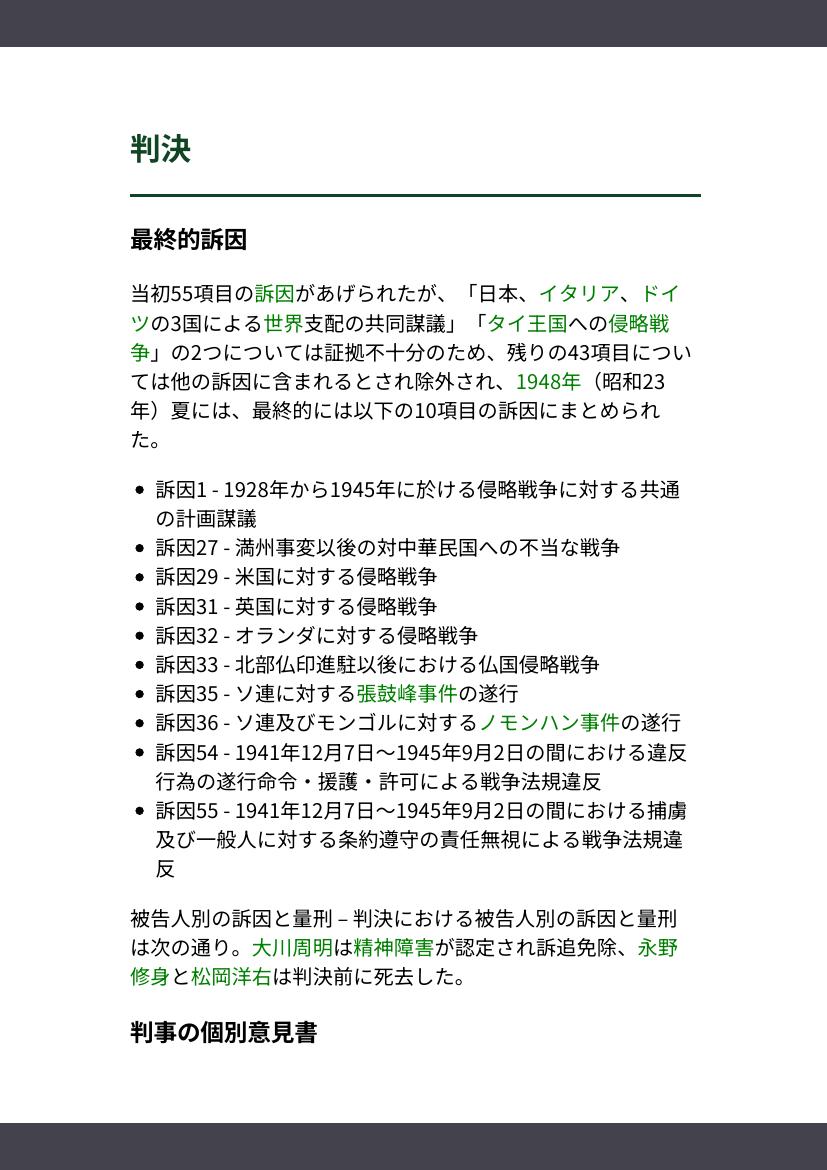 判決
最終的訴因
当初55項目の訴因があげられたが、「日本、イタリア、ドイ
ツの3国による世界支配の共同謀議」「タイ王国への侵略戦
争」の2つについては証拠不十分のため、残りの43項目につい
ては他の訴因に含まれるとされ除外され、1948年（昭和23
年）夏には、最終的には以下の10項目の訴因にまとめられ
た。
• 訴因1 - 1928年から1945年に於ける侵略戦争に対する共通
の計画謀議
• 訴因27 - 満州事変以後の対中華民国への不当な戦争
• 訴因29 - 米国に対する侵略戦争
• 訴因31 - 英国に対する侵略戦争
• 訴因32 - オランダに対する侵略戦争
• 訴因33 - 北部仏印進駐以後における仏国侵略戦争
• 訴因35 - ソ連に対する張鼓峰事件の遂行
• 訴因36 - ソ連及びモンゴルに対するノモンハン事件の遂行
• 訴因54 - 1941年12月7日〜1945年9月2日の間における違反
行為の遂行命令・援護・許可による戦争法規違反
• 訴因55 - 1941年12月7日〜1945年9月2日の間における捕虜
及び一般人に対する条約遵守の責任無視による戦争法規違
反
被告人別の訴因と量刑 – 判決における被告人別の訴因と量刑
は次の通り。大川周明は精神障害が認定され訴追免除、永野
修身と松岡洋右は判決前に死去した。
判事の個別意見書